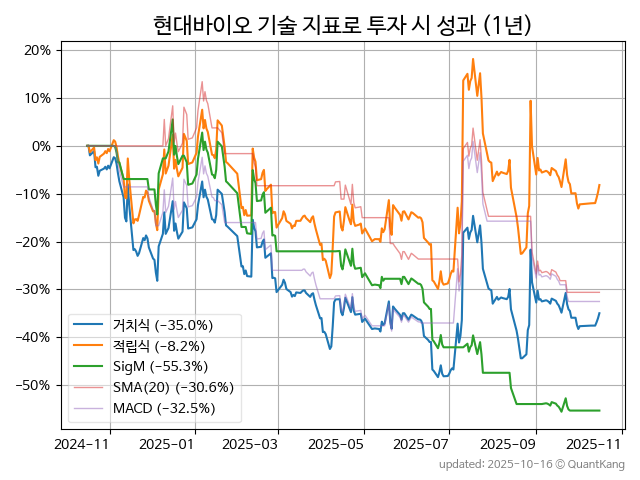 현대바이오 기술 지표로 투자 시 성과 (1년)
20%
10%
0%
−10%
−20%
−30%
−40%
−50%
거치식 (−35.0%)
적립식 (−8.2%)
SigM (−55.3%)
SMA(20) (−30.6%)
MACD (−32.5%)
2024−11 2025−01 2025−03 2025−05 2025−07 2025−09 2025−11
updated: 2025-10-16 © QuantKang